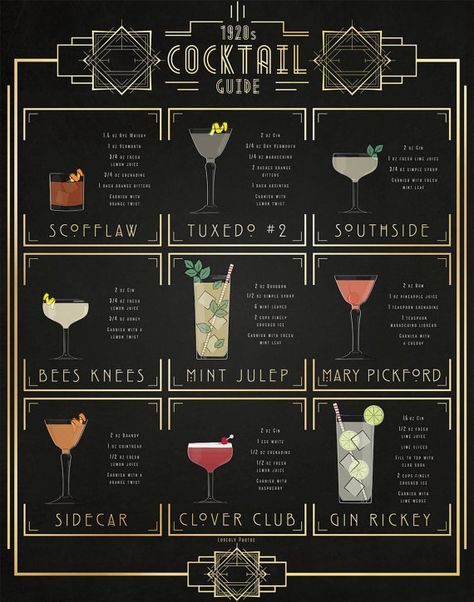 1920s
COCKTAIL
GUIDE
1.5 oz Rye Whisky
1 oz Vermouth
3/4 oz fresh
lemon juice
3/4 oz grenadine
1 dash orange bitters
Garnish with
orange twist
SCOFFLAW
2 oz Gin
3/4 oz Dry Vermouth
1/4 oz maraschino
2 dashes orange
bitters
1 dash absinthe
Garnish with
lemon twist
TUXEDO #2
2 oz Gin
1 oz fresh lime juice
3/4 oz simple syrup
Garnish with fresh
mint leaf
SOUTHSIDE
2 oz Gin
3/4 oz fresh
lemon juice
3/4 oz honey
Garnish with a
lemon twist
BEES KNEES
2 oz Bourbon
1/2 oz simple syrup
6 mint leaves
2 cups finely
crushed ice
Garnish with fresh
mint leaf
MINT JULEP
2 oz Rum
1 oz pineapple juice
1 teaspoon grenadine
1 teaspoon
maraschino liqueur
Garnish with
a cherry
MARY PICKFORD
2 oz Brandy
1 oz cointreau
1/2 oz fresh
lemon juice
Garnish with a
orange twist
SIDECAR
2 oz Gin
1 egg white
1/2 oz grenadine
1/2 oz fresh
lemon juice
Garnish with
raspberry
CLOVER CLUB
oz Gin
1/2 oz fresh
lime juice
lime slices
Fill to top with
club soda
2 cups finely
crushed ice
Garnish with
lime wedge
GIN RICKEY
Lovebly Photos